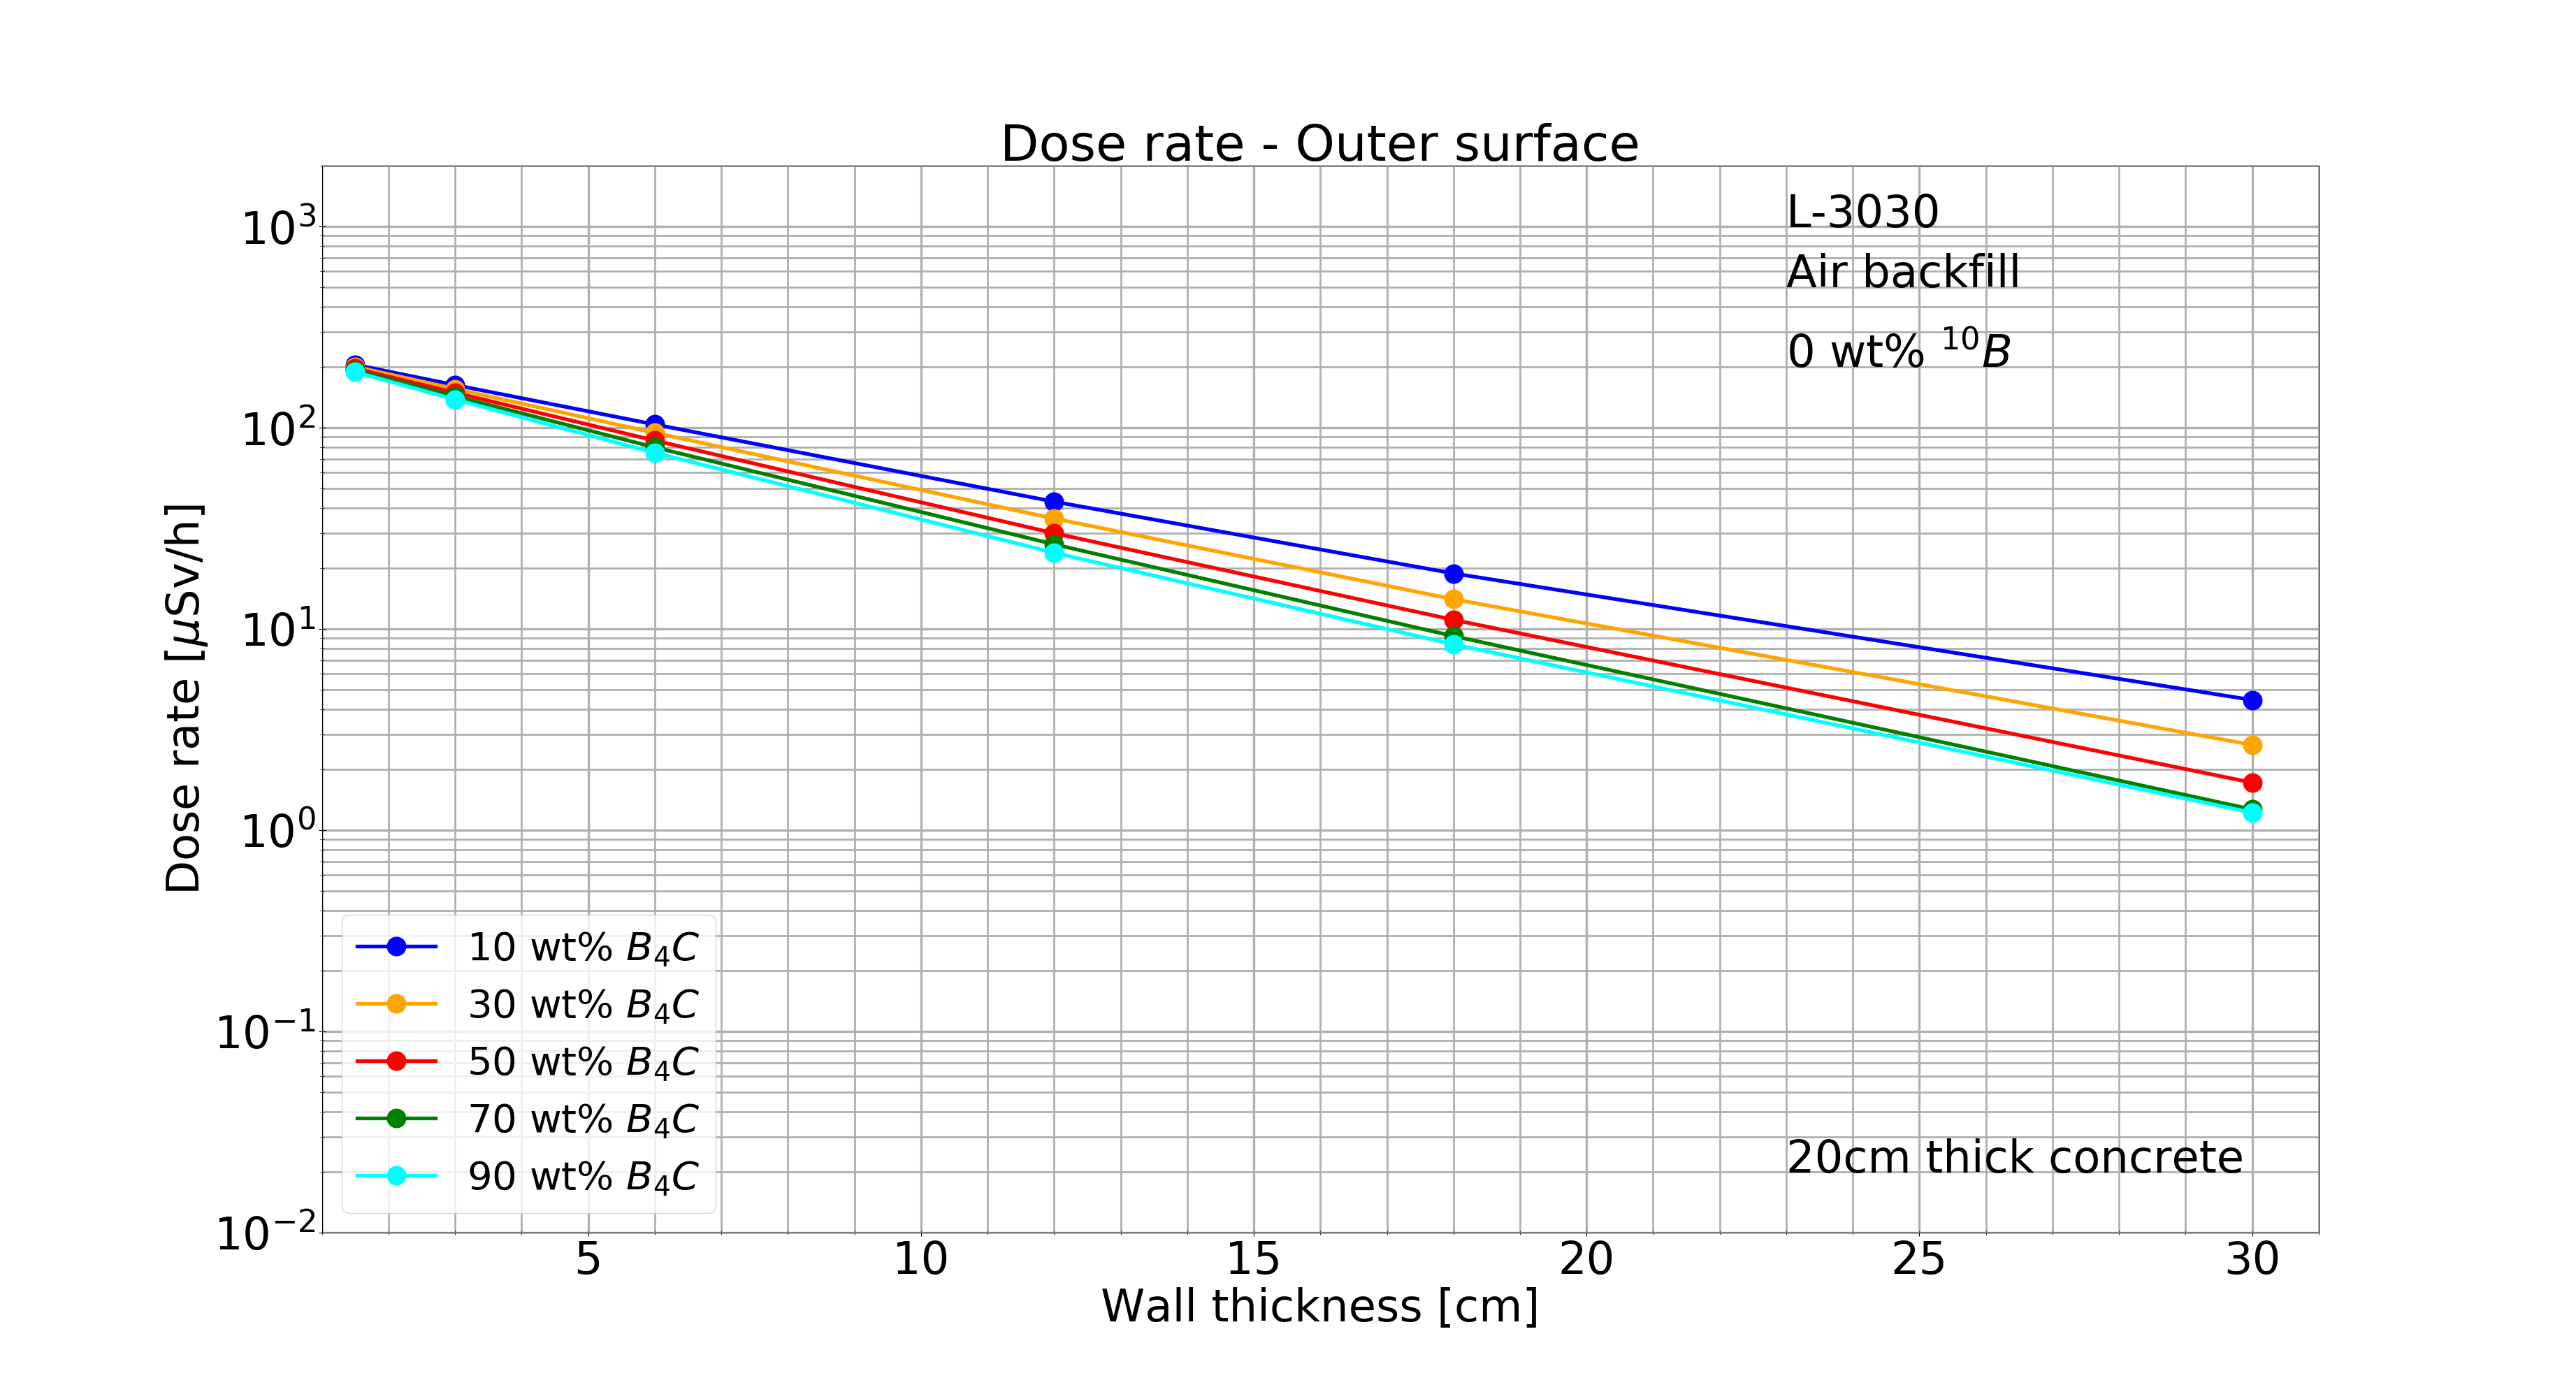 Dose rate - Outer surface
L-3030
Air backfill
0 wt% ¹⁰B
10³
10²
10¹
10⁰
10⁻¹
10⁻²
Dose rate [μSv/h]
10 wt% B₄C
30 wt% B₄C
50 wt% B₄C
70 wt% B₄C
90 wt% B₄C
20cm thick concrete
5 10 15 20 25 30
Wall thickness [cm]